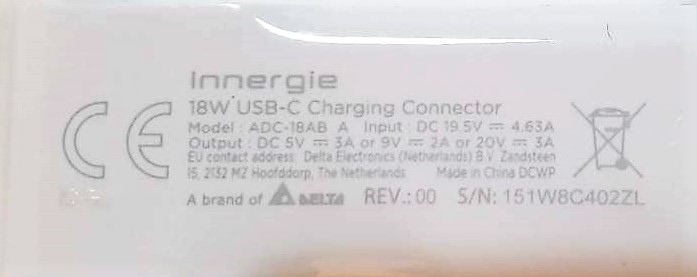 Innergie
18W USB-C Charging Connector
Model : ADC-18AB A Input : DC 19.5V ⎓ 4.63A
Output : DC 5V ⎓ 3A or 9V ⎓ 2A or 20V ⎓ 3A
EU contact address: Delta Electronics (Netherlands) B.V. Zandsteen
15, 2132 MZ Hoofddorp, The Netherlands Made in China DCWP
A brand of DELTA REV.:00 S/N: 151W8C402ZL
CE